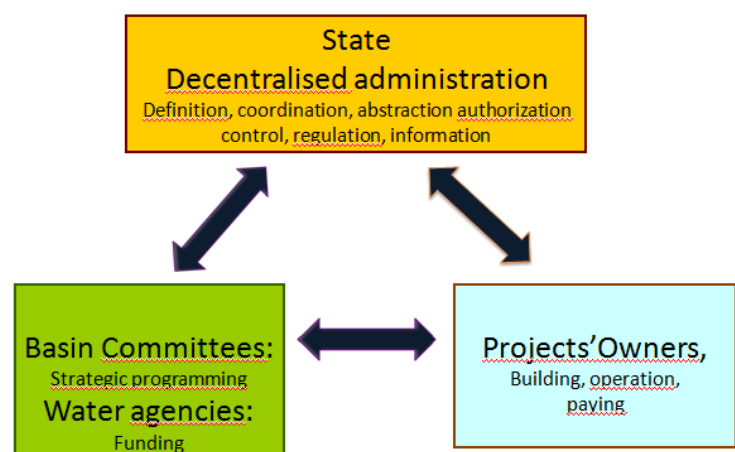 State
Decentralised administration
Definition, coordination, abstraction authorization
control, regulation, information
Basin Committees:
Strategic programming
Water agencies:
Funding
Projects'Owners,
Building, operation,
paying